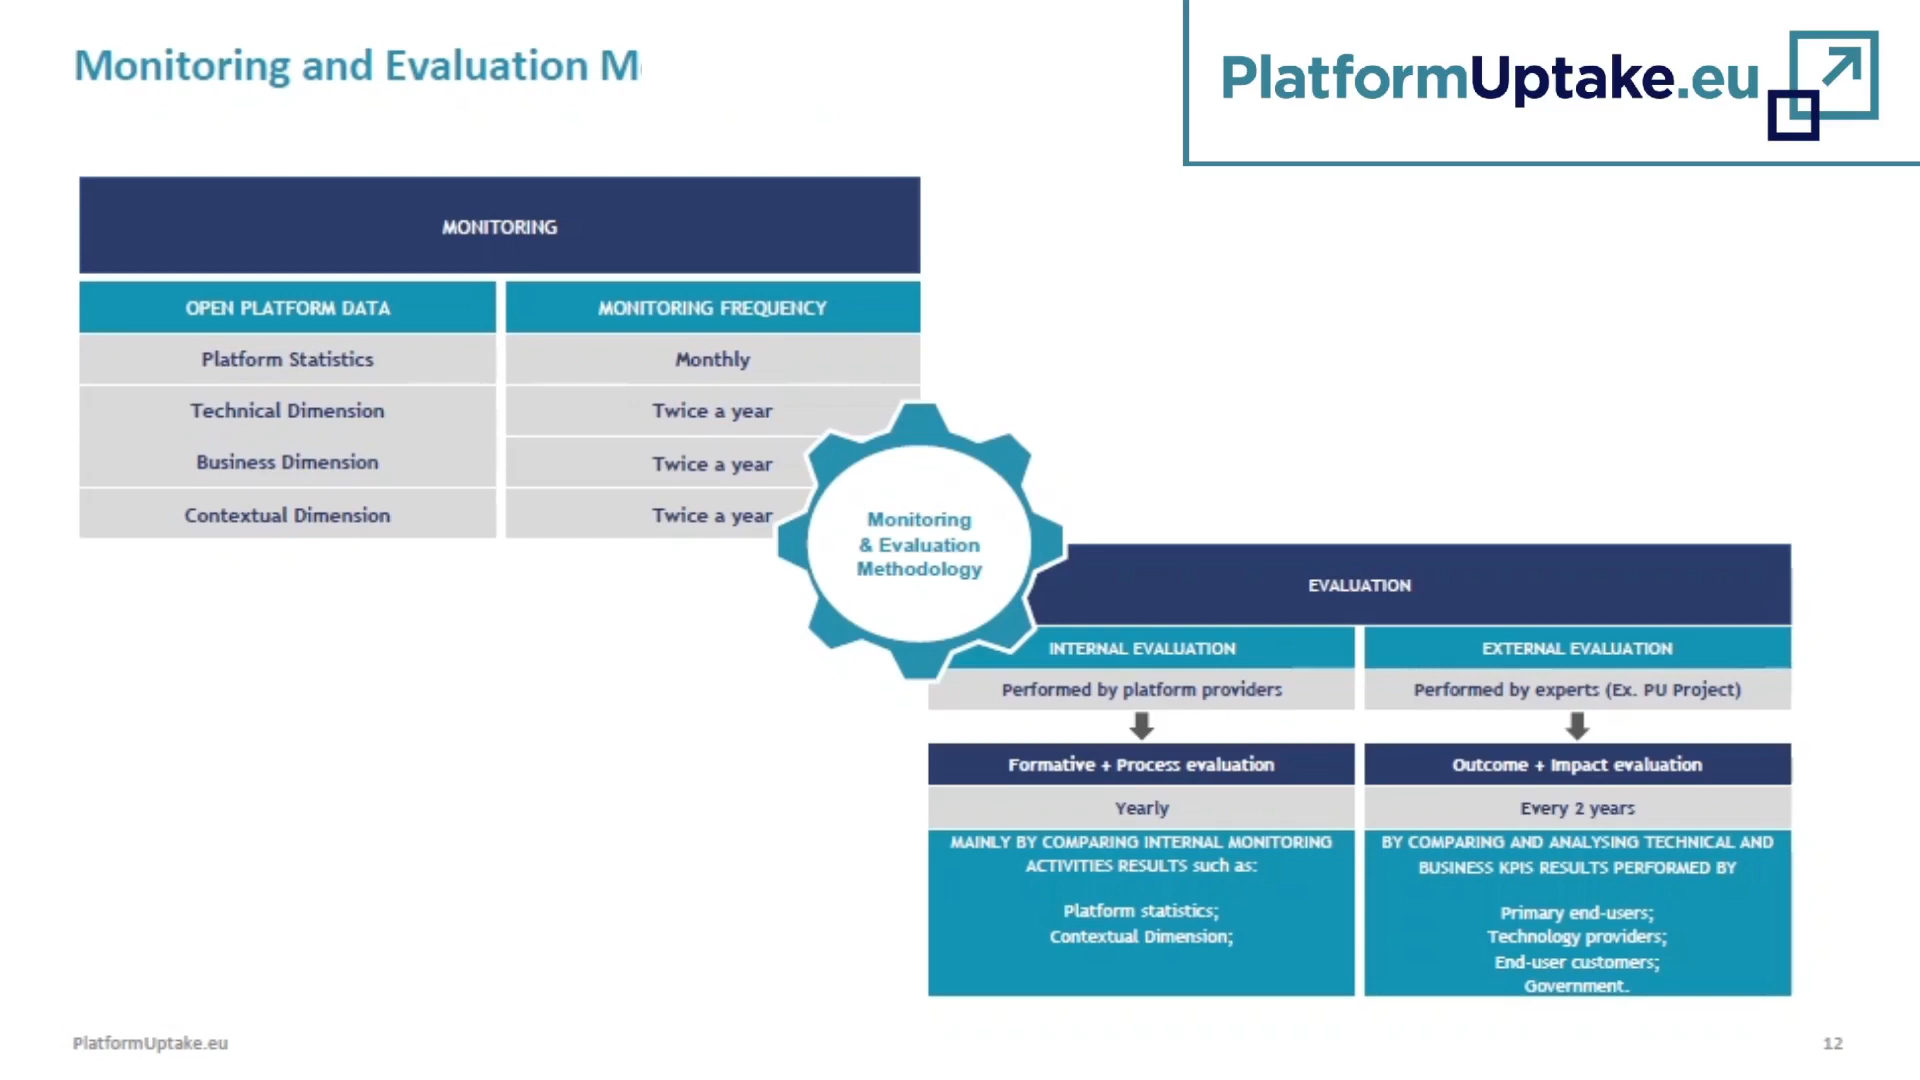 Monitoring and Evaluation M
PlatformUptake.eu
MONITORING
OPEN PLATFORM DATA
MONITORING FREQUENCY
Platform Statistics
Monthly
Technical Dimension
Twice a year
Business Dimension
Twice a year
Contextual Dimension
Twice a year
Monitoring
& Evaluation
Methodology
EVALUATION
INTERNAL EVALUATION
Performed by platform providers
Formative + Process evaluation
Yearly
MAINLY BY COMPARING INTERNAL MONITORING
ACTIVITIES RESULTS such as:
Platform statistics;
Contextual Dimension;
EXTERNAL EVALUATION
Performed by experts (Ex. PU Project)
Outcome + Impact evaluation
Every 2 years
BY COMPARING AND ANALYSING TECHNICAL AND
BUSINESS KPIS RESULTS PERFORMED BY
Primary end-users;
Technology providers;
End-user customers;
Government.
PlatformUptake.eu
12